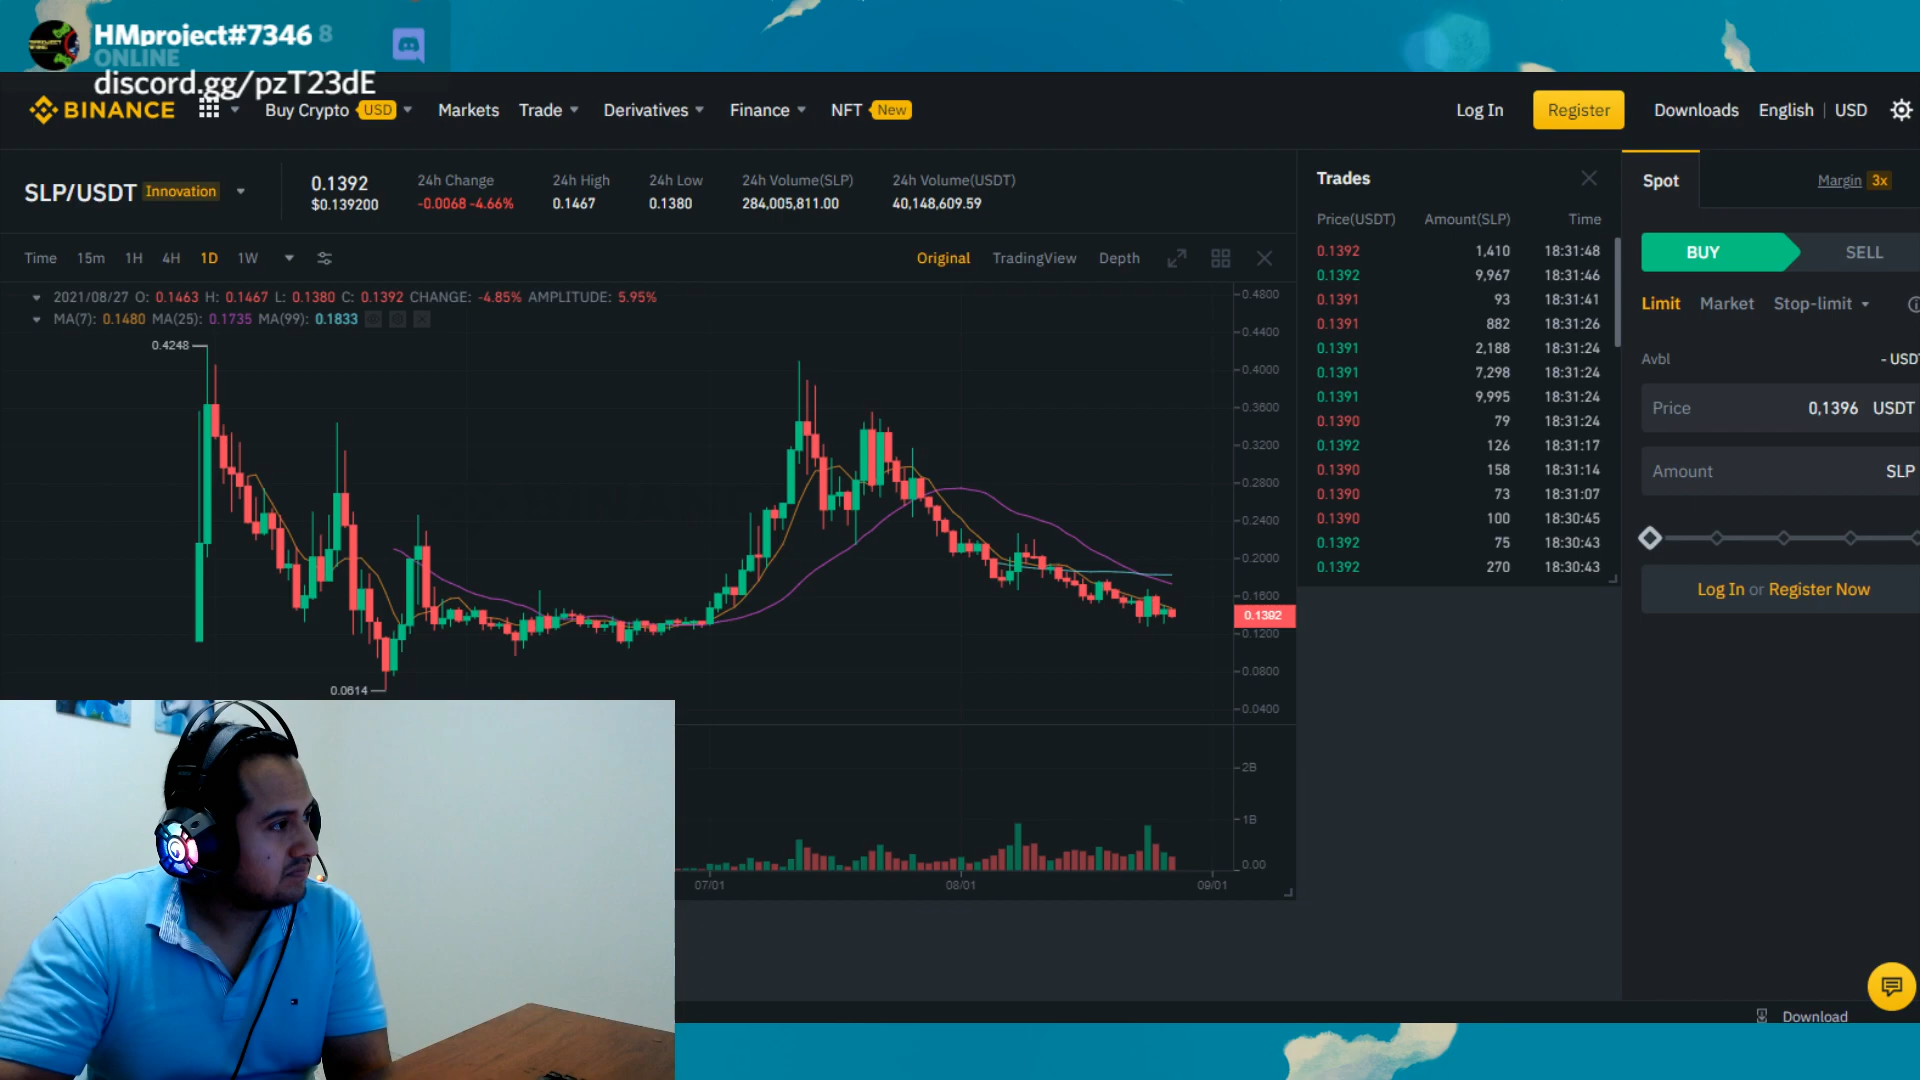 HMproject#7346 8
ONLINE
discord.gg/pzT23dE
BINANCE
Buy Crypto USD
Markets
Trade
Derivatives
Finance
NFT New
Log In
Register
Downloads
English | USD
SLP/USDT Innovation
0.1392
$0.139200
24h Change
-0.0068 -4.66%
24h High
0.1467
24h Low
0.1380
24h Volume(SLP)
284,005,811.00
24h Volume(USDT)
40,148,609.59
Time 15m 1H 4H 1D 1W
Original TradingView Depth
2021/08/27 O: 0.1463 H: 0.1467 L: 0.1380 C: 0.1392 CHANGE: -4.85% AMPLITUDE: 5.95%
MA(7): 0.1480 MA(25): 0.1735 MA(99): 0.1833
0.4248
0.0614
0.4800
0.4400
0.4000
0.3600
0.3200
0.2800
0.2400
0.2000
0.1600
0.1392
0.1200
0.0800
0.0400
2B
1B
0.00
07/01 08/01 09/01
Trades
Price(USDT) Amount(SLP) Time
0.1392 1,410 18:31:48
0.1392 9,967 18:31:46
0.1391 93 18:31:41
0.1391 882 18:31:26
0.1391 2,188 18:31:24
0.1391 7,298 18:31:24
0.1391 9,995 18:31:24
0.1390 79 18:31:24
0.1392 126 18:31:17
0.1390 158 18:31:14
0.1390 73 18:31:07
0.1390 100 18:30:45
0.1392 75 18:30:43
0.1392 270 18:30:43
Spot
Margin 3x
BUY SELL
Limit Market Stop-limit
Avbl - USDT
Price 0,1396 USDT
Amount SLP
Log In or Register Now
Download